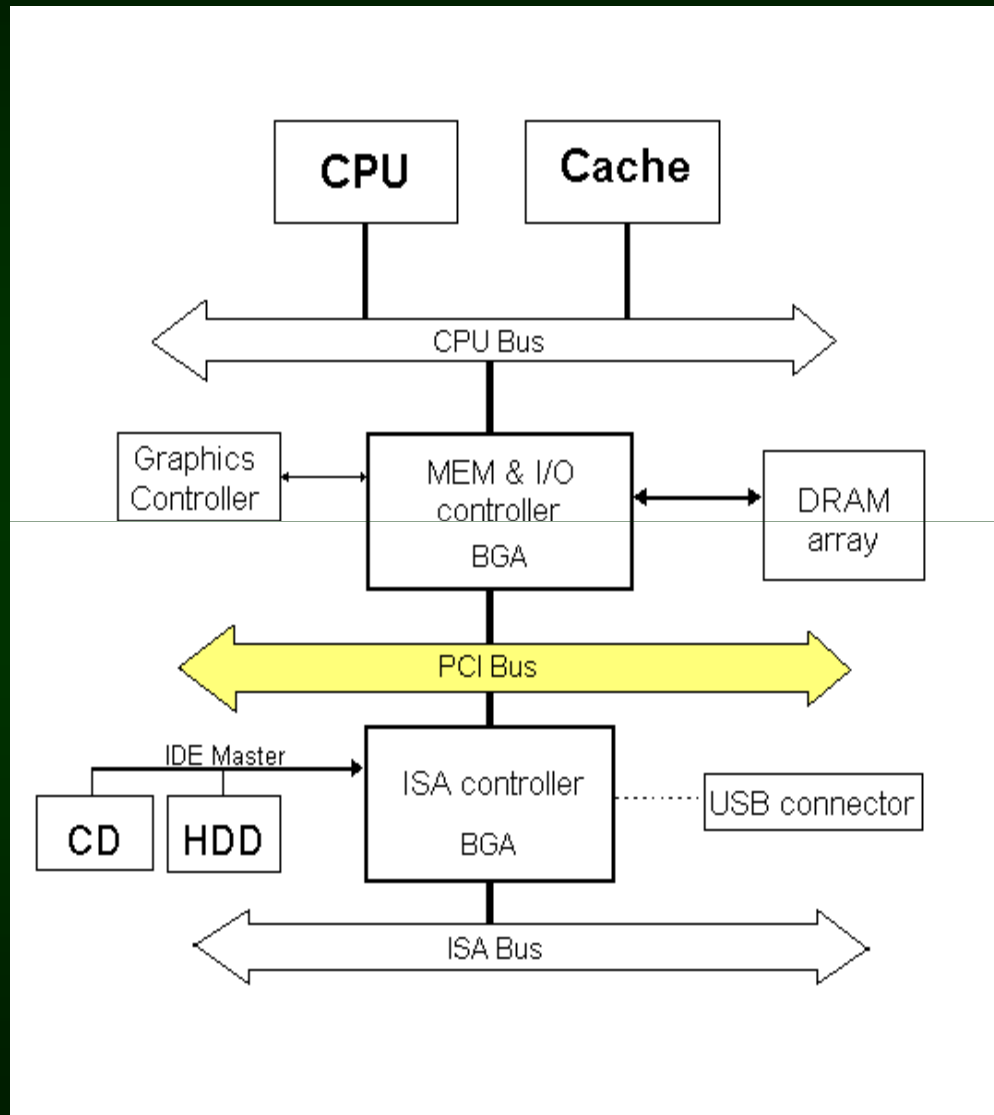 CPU
Cache
CPU Bus
Graphics
Controller
MEM & I/O
controller
BGA
DRAM
array
PCI Bus
IDE Master
CD
HDD
ISA controller
BGA
USB connector
ISA Bus